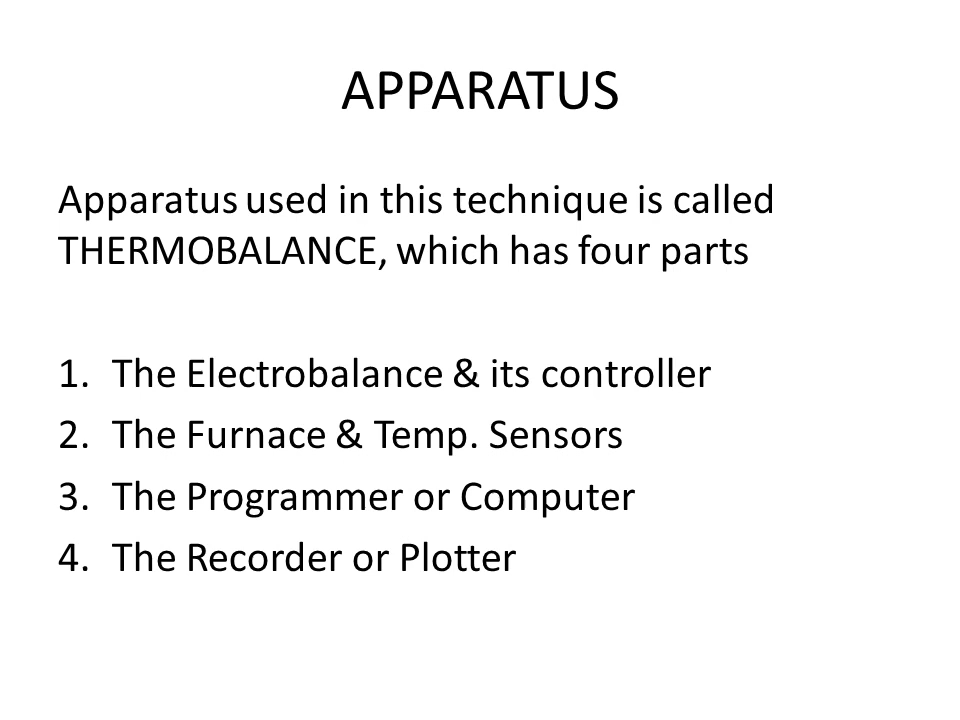 APPARATUS
Apparatus used in this technique is called
THERMOBALANCE, which has four parts
1. The Electrobalance & its controller
2. The Furnace & Temp. Sensors
3. The Programmer or Computer
4. The Recorder or Plotter